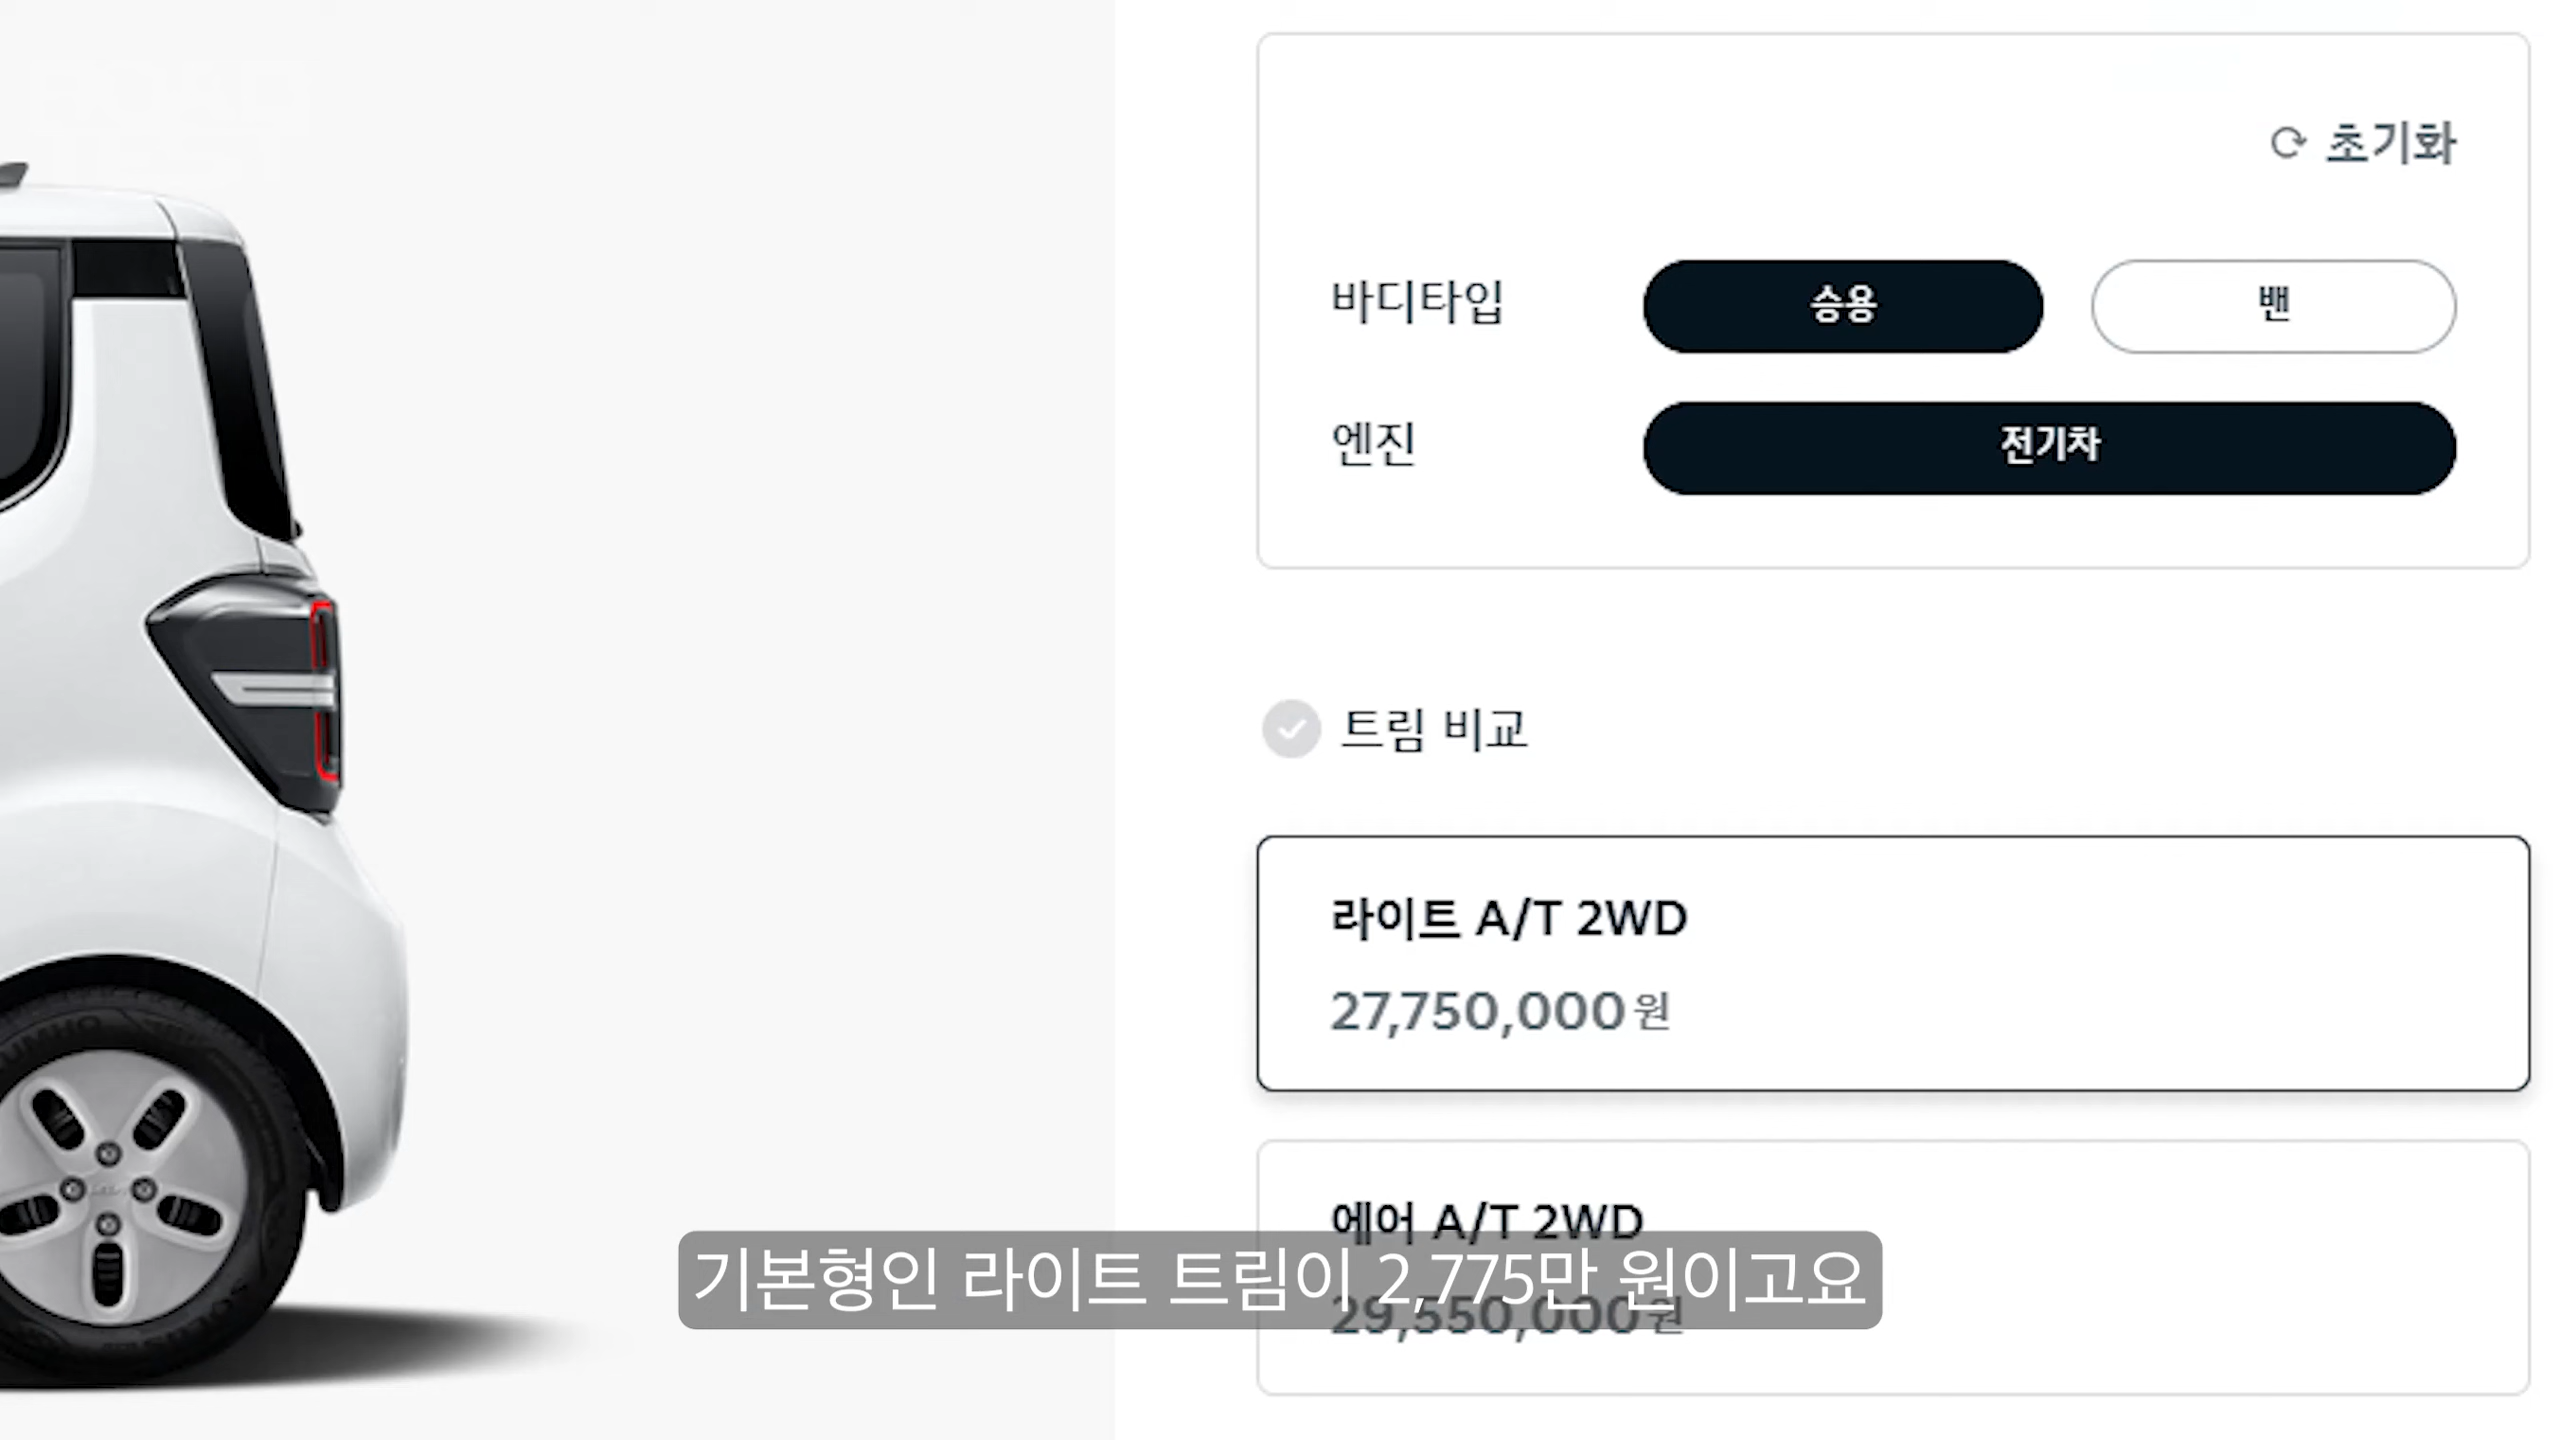 초기화
바디타입
승용
밴
엔진
전기차
트림 비교
라이트 A/T 2WD
27,750,000원
에어 A/T 2WD
기본형인 라이트 트림이 2,775만 원이고요
29,550,000원